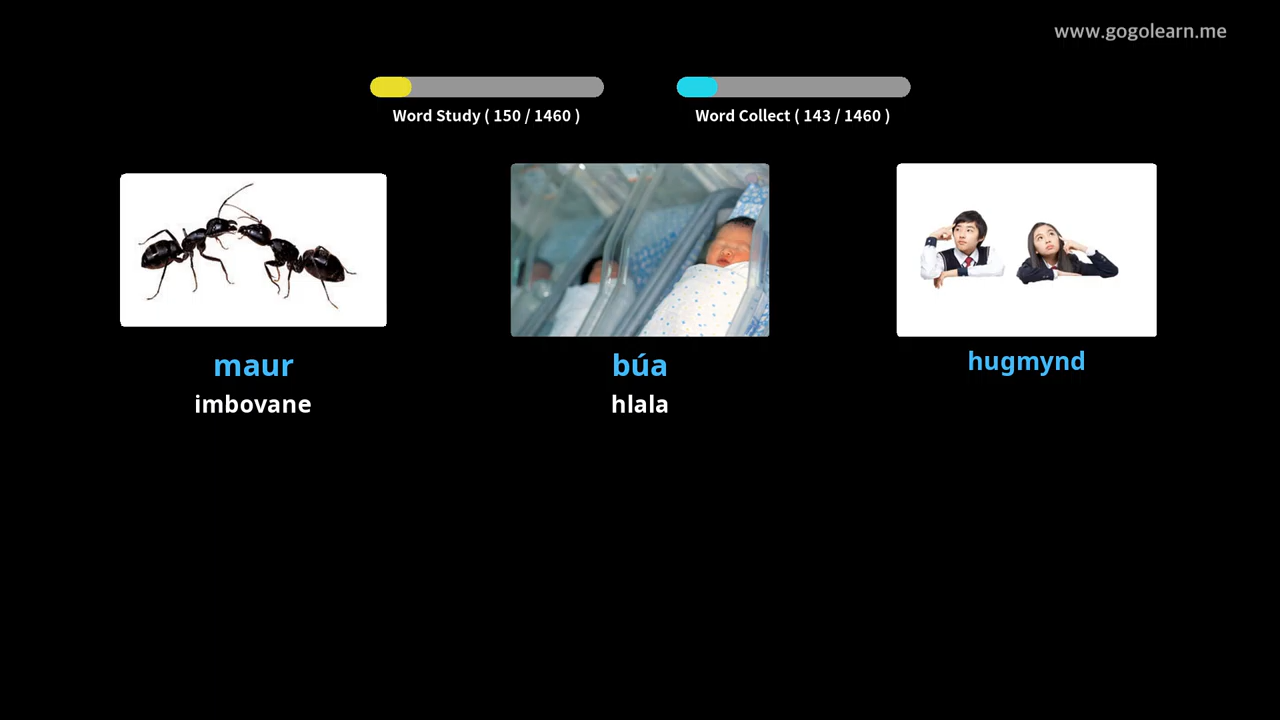 www.gogolearn.me
Word Study ( 150 / 1460 )
Word Collect ( 143 / 1460 )
maur
imbovane
búa
hlala
hugmynd